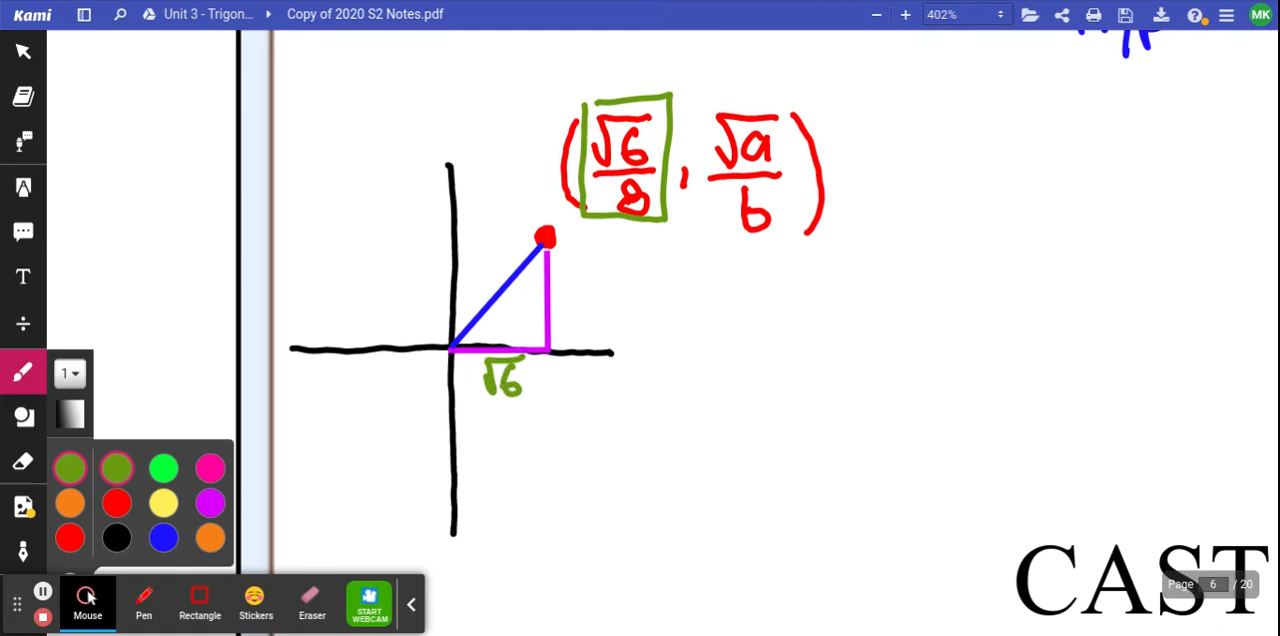 Kami
Unit 3 - Trigon...
Copy of 2020 S2 Notes.pdf
402%
MK
(√6/8, √a/b)
√6
T
1
CAST
Page 6 / 20
Mouse
Pen
Rectangle
Stickers
Eraser
START WEBCAM